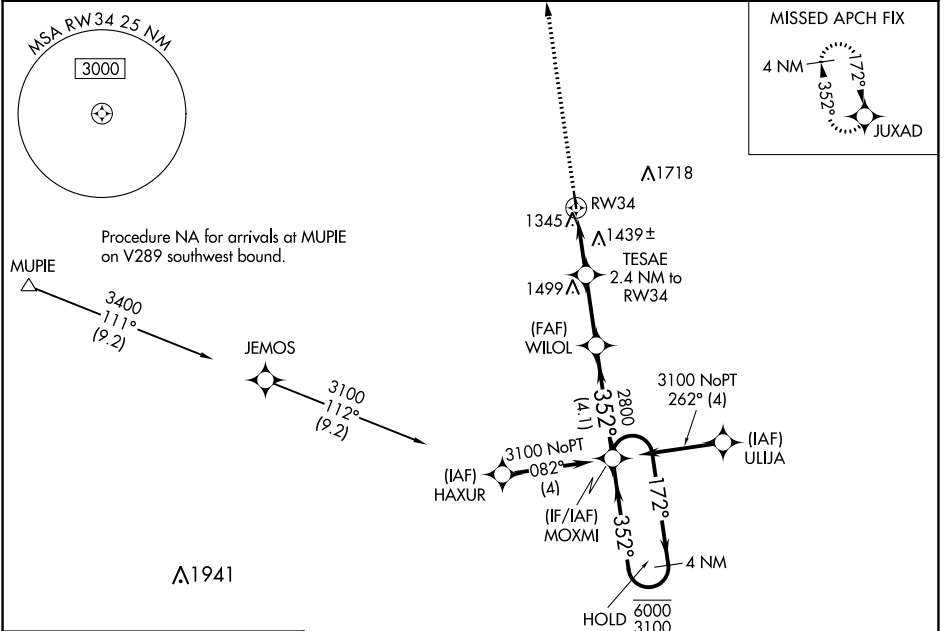 MSA RW34 25 NM
3000
MISSED APCH FIX
4 NM
172°
352°
JUXAD
1718
RW34
1345
1439±
TESAE
2.4 NM to
RW34
1499
Procedure NA for arrivals at MUPIE
on V289 southwest bound.
MUPIE
3400
111°
(9.2)
JEMOS
3100
112°
(9.2)
(FAF)
WILOL
352°
2800
(4.1)
3100 NoPT
262° (4)
(IAF)
ULIJA
3100 NoPT
082°
(4)
(IAF)
HAXUR
(IF/IAF)
MOXMI
172°
352°
4 NM
HOLD
6000
3100
1941